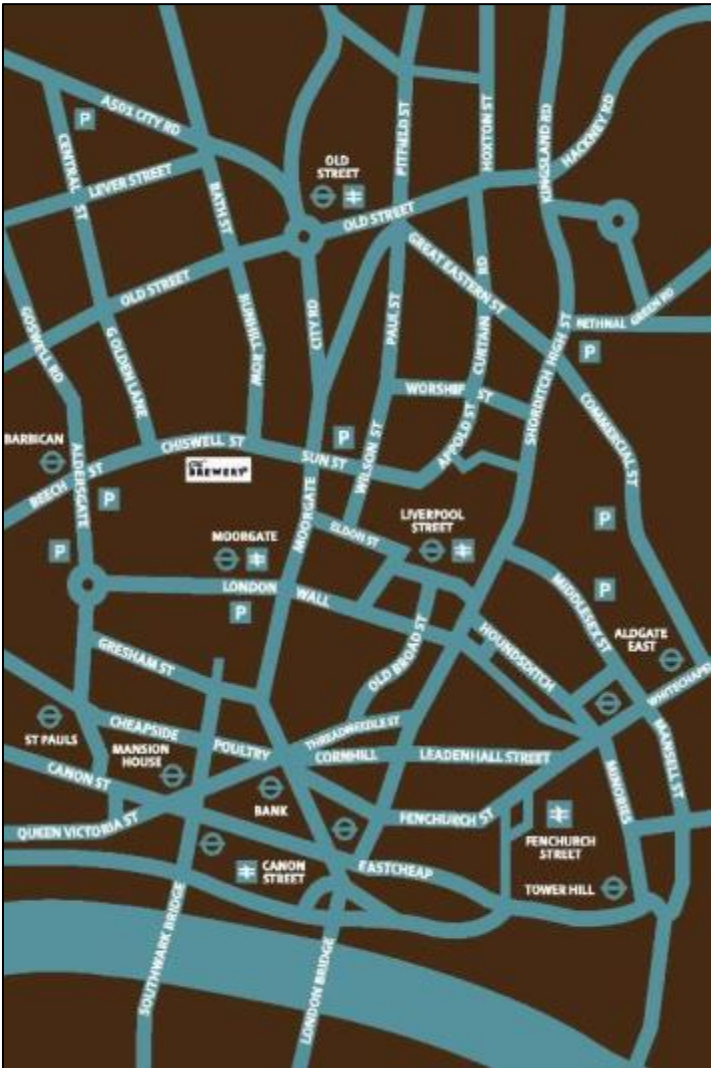 A501 CITY RD
P
CENTRAL ST
LEVER STREET
BATH ST
OLD
STREET
PITFIELD ST
HOXTON ST
KINGSLAND RD
HACKNEY RD
OLD STREET
OLD STREET
GREAT EASTERN ST
GOSWELL RD
GOLDEN LANE
BUNHILL ROW
CITY RD
PAUL ST
CURTAIN RD
SHORDITCH HIGH ST
BETHNAL GREEN RD
P
WORSHIP ST
COMMERCIAL ST
BARBICAN
CHISWELL ST
P
SUN ST
WILSON ST
APPOLD ST
BEECH ST
ALDERSGATE
BREWERY
P
P
MOORGATE
MOORGATE
ELDON ST
LIVERPOOL
STREET
P
P
LONDON WALL
P
MIDDLESEX ST
ALDGATE
EAST
GRESHAM ST
OLD BROAD ST
HOUNDSDITCH
WHITECHAPEL
ST PAULS
CHEAPSIDE
POULTRY
THREADNEEDLE ST
CORNHILL
LEADENHALL STREET
MANSELL ST
MANSION
HOUSE
CANON ST
BANK
MINORIES
QUEEN VICTORIA ST
FENCHURCH ST
FENCHURCH
STREET
CANON
STREET
EASTCHEAP
TOWER HILL
SOUTHWARK BRIDGE
LONDON BRIDGE